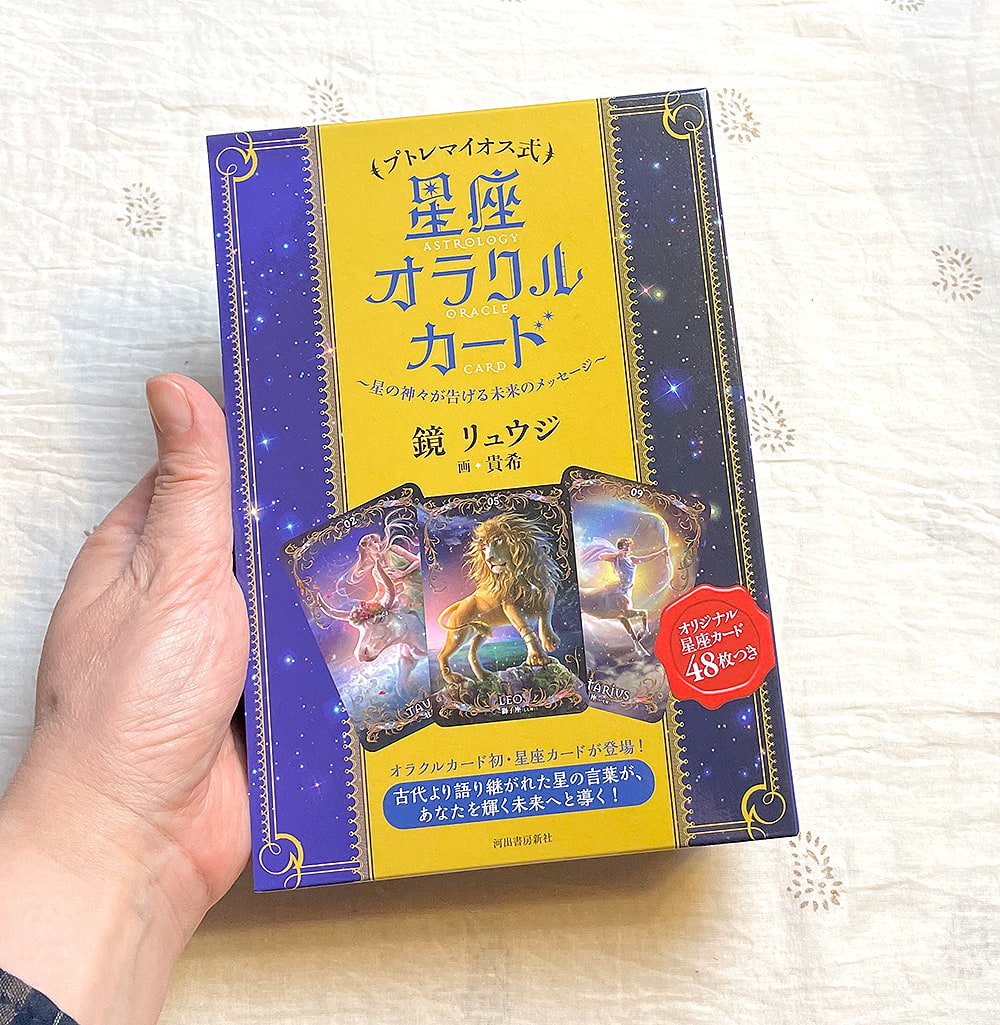 プトレマイオス式
星座
ASTROLOGY
オラクル
ORACLE
カード
CARD
～星の神々が告げる未来のメッセージ～
鏡 リュウジ
画・貴希
02
05
09
TAU
LEO
獅子座
TARIUS
オリジナル
星座カード
48枚つき
オラクルカード初・星座カードが登場！
古代より語り継がれた星の言葉が、
あなたを輝く未来へと導く！
河出書房新社